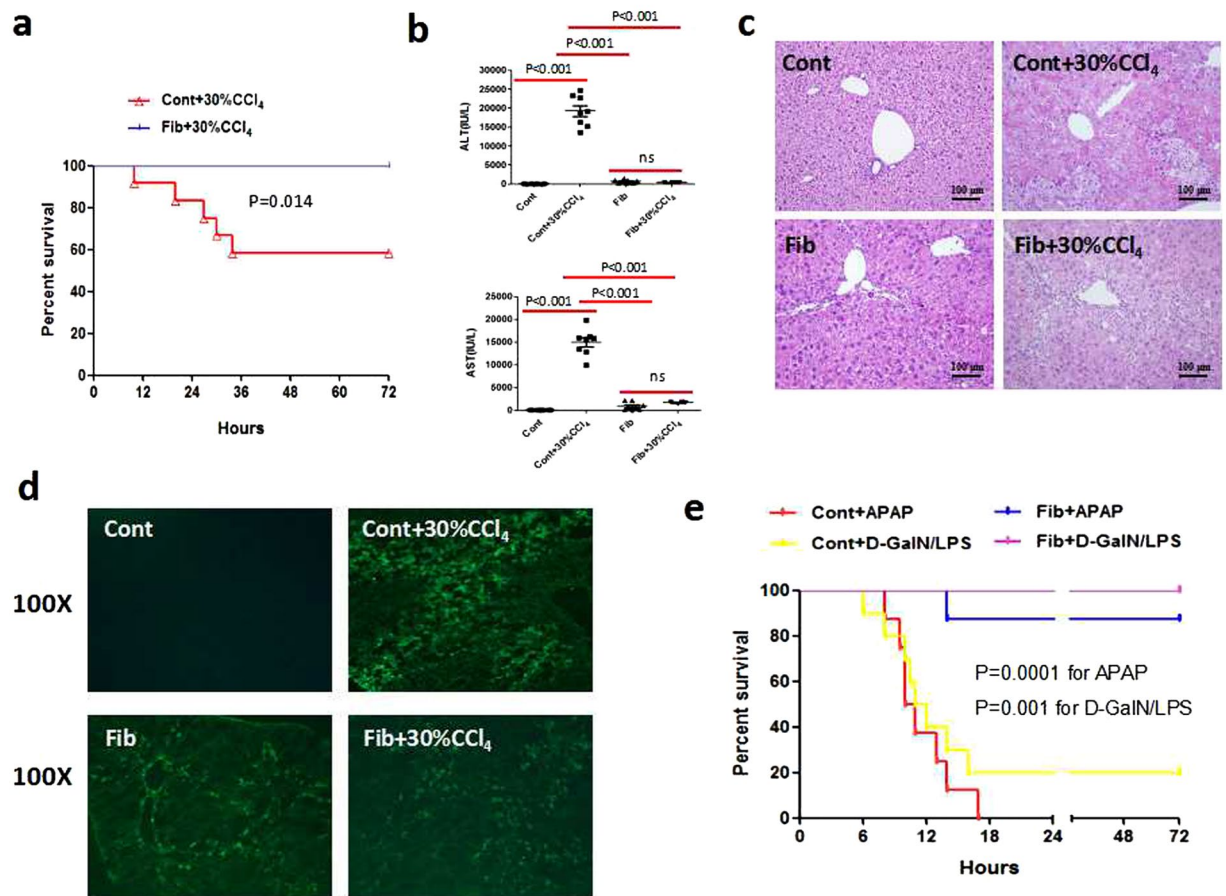 a
Cont+30%CCl₄
Fib+30%CCl₄
100
80
60
40
20
0
Percent survival
P=0.014
0 12 24 36 48 60 72
Hours
b
P<0.001
P<0.001
P<0.001
30000
25000
20000
15000
10000
5000
0
ALT(IU/L)
ns
Cont
Cont+30%CCl₄
Fib
Fib+30%CCl₄
P<0.001
P<0.001
P<0.001
25000
20000
15000
10000
5000
0
AST(IU/L)
ns
Cont
Cont+30%CCl₄
Fib
Fib+30%CCl₄
c
Cont
100 µm
Cont+30%CCl₄
100 µm
Fib
100 µm
Fib+30%CCl₄
100 µm
d
100X
Cont
Cont+30%CCl₄
100X
Fib
Fib+30%CCl₄
e
Cont+APAP Fib+APAP
Cont+D-GalN/LPS Fib+D-GalN/LPS
100
80
60
40
20
0
Percent survival
P=0.0001 for APAP
P=0.001 for D-GalN/LPS
0 6 12 18 24 48 72
Hours